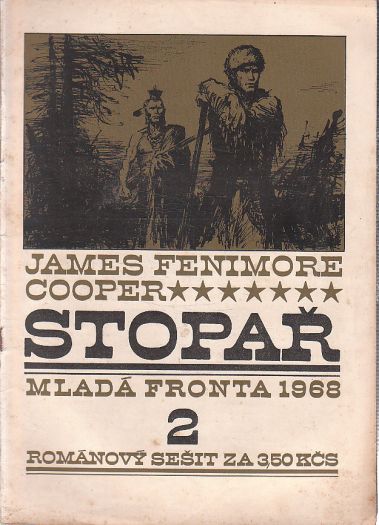 JAMES FENIMORE
COOPER★★★★★★★
STOPAŘ
MLADÁ FRONTA 1968
2
ROMÁNOVÝ SEŠIT ZA 3,50 KČS